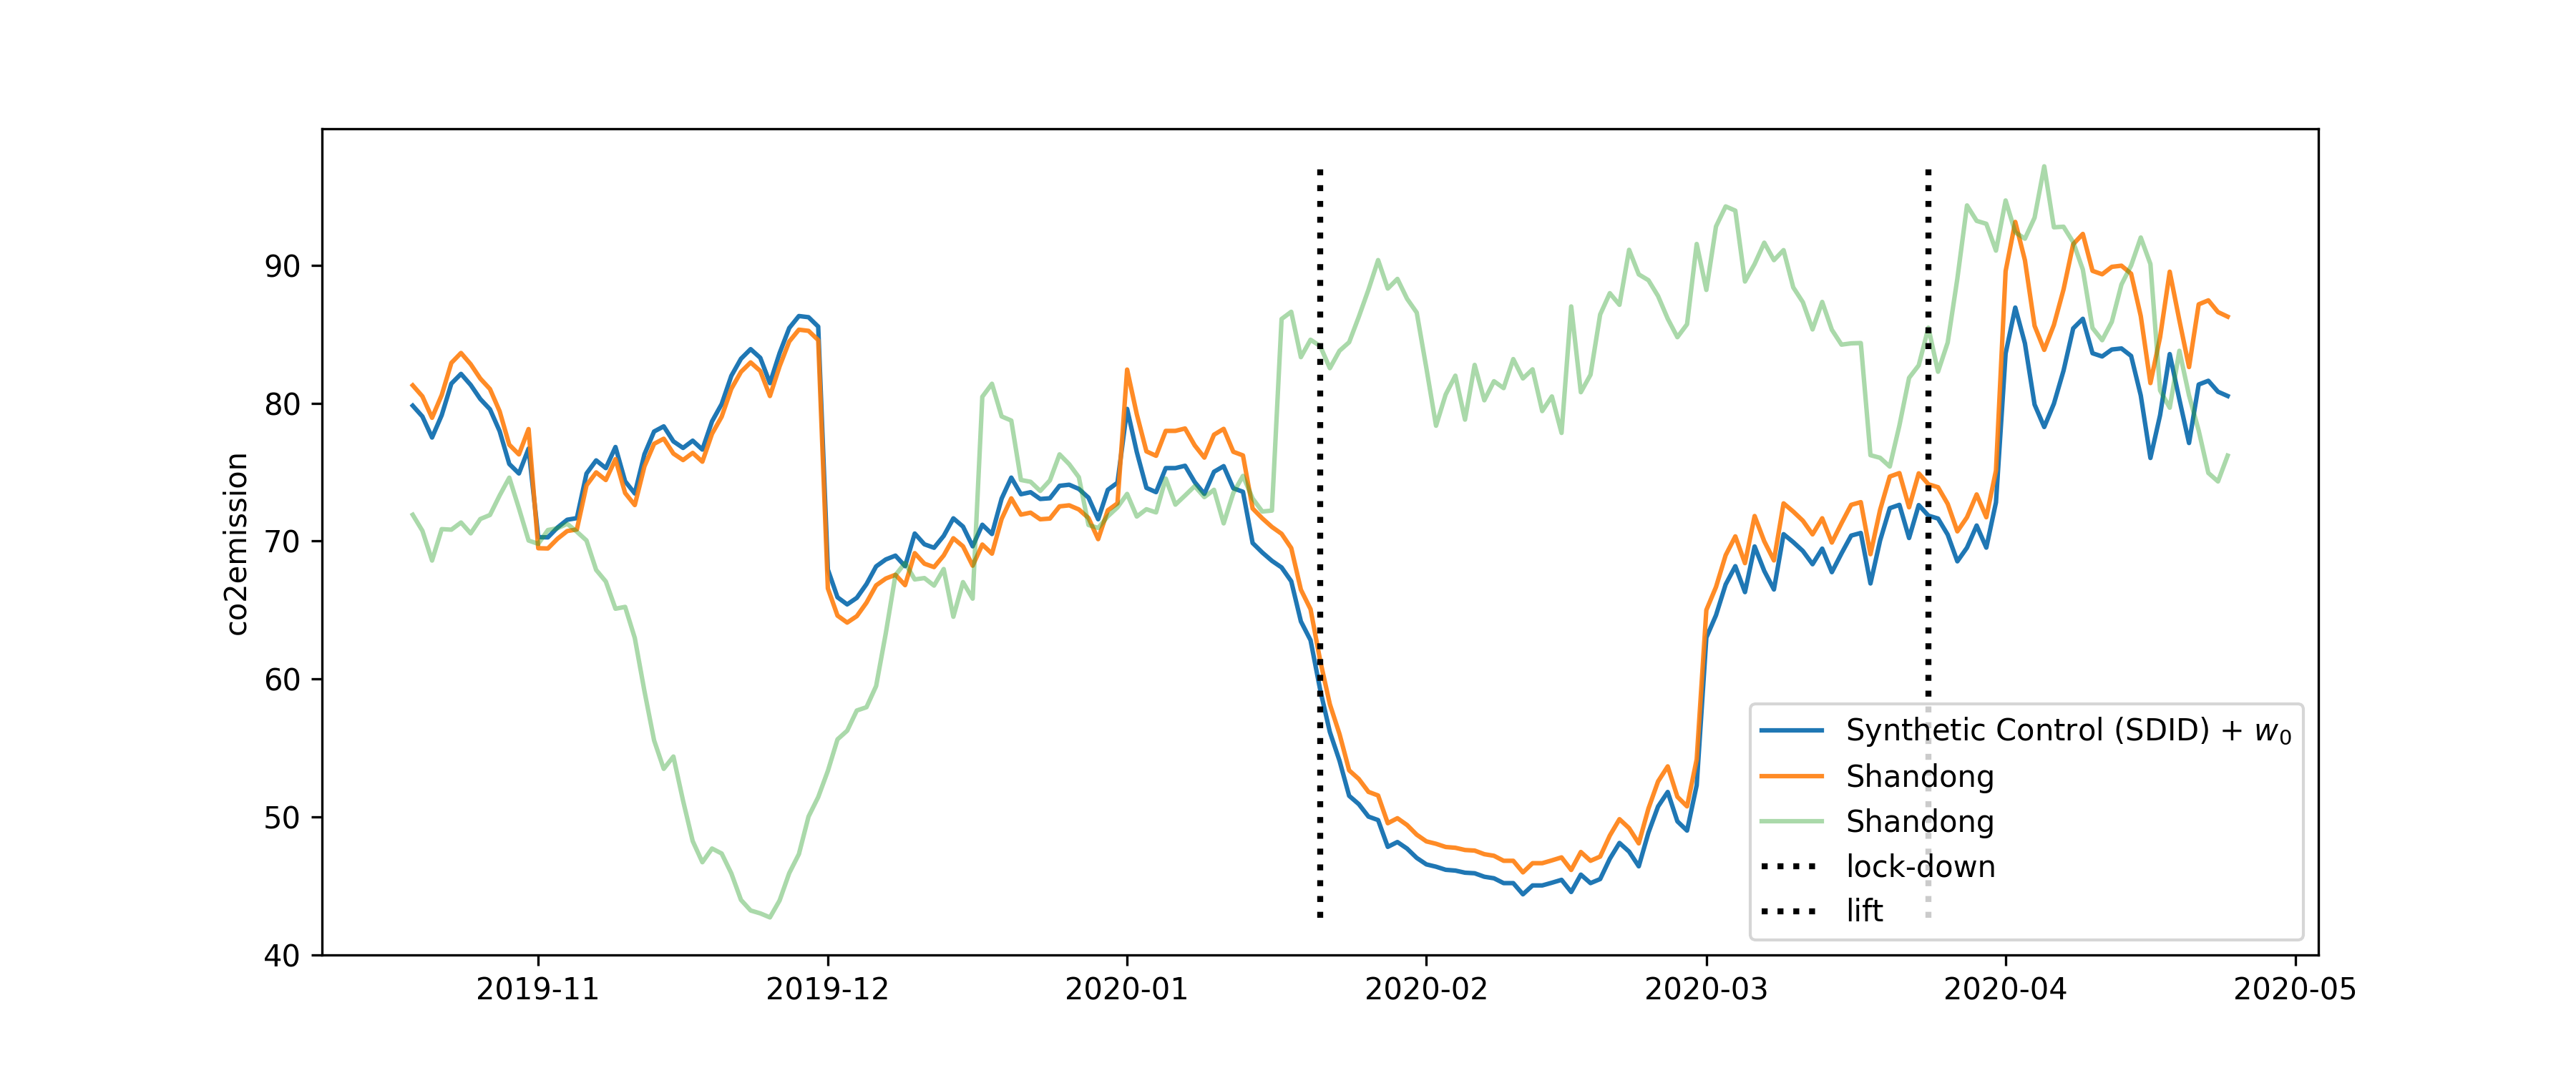 co2emission
90
80
70
60
50
40
2019-11 2019-12 2020-01 2020-02 2020-03 2020-04 2020-05
Synthetic Control (SDID) + w₀
Shandong
Shandong
lock-down
lift